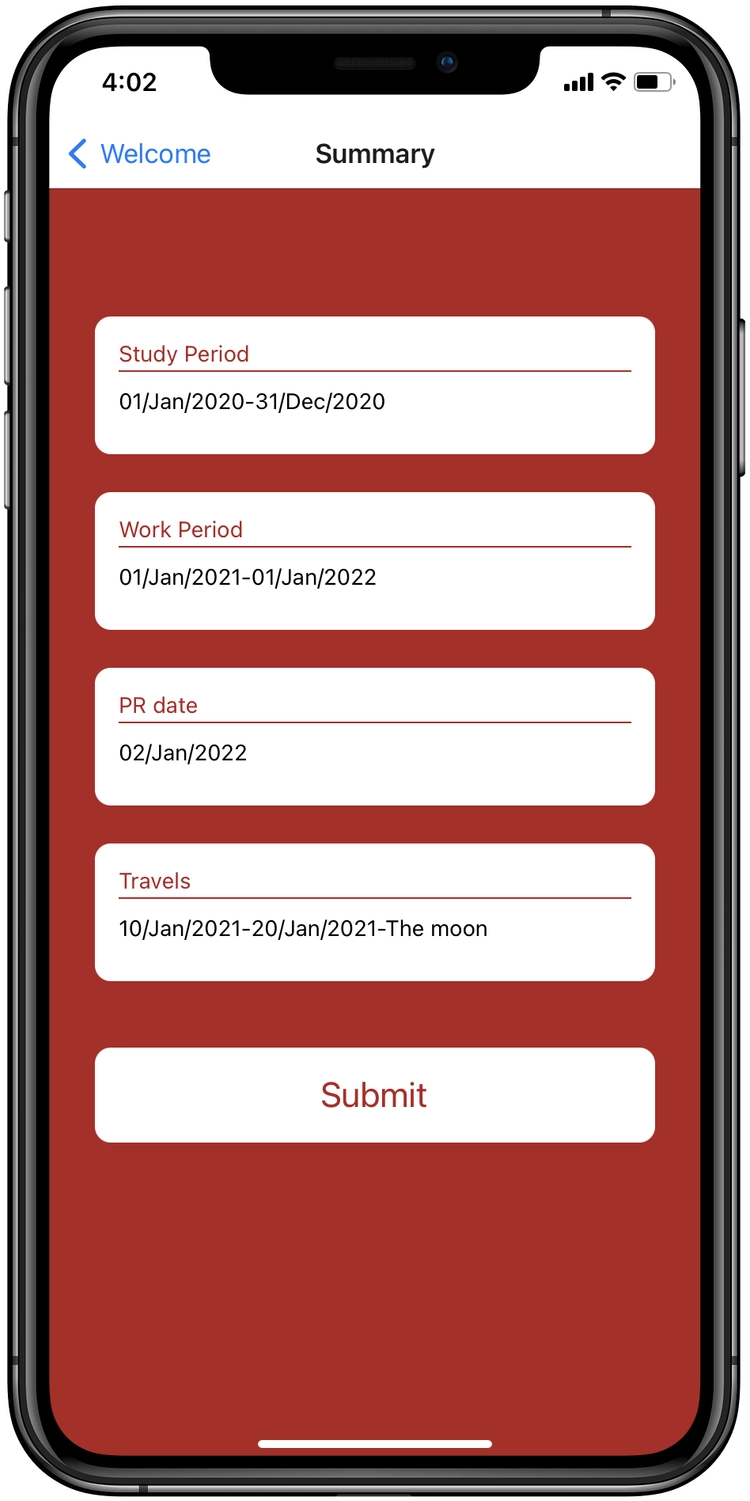 4:02
Welcome
Summary
Study Period
01/Jan/2020-31/Dec/2020
Work Period
01/Jan/2021-01/Jan/2022
PR date
02/Jan/2022
Travels
10/Jan/2021-20/Jan/2021-The moon
Submit